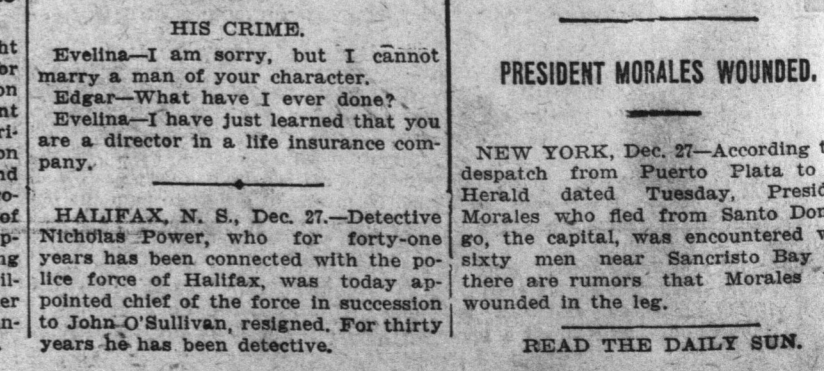 HIS CRIME.
Evelina—I am sorry, but I cannot
marry a man of your character.
Edgar—What have I ever done?
Evelina—I have just learned that you
are a director in a life insurance com-
pany.
HALIFAX, N. S., Dec. 27.—Detective
Nicholas Power, who for forty-one
years has been connected with the po-
lice force of Halifax, was today ap-
pointed chief of the force in succession
to John O'Sullivan, resigned. For thirty
years he has been detective.
PRESIDENT MORALES WOUNDED.
NEW YORK, Dec. 27—According
despatch from Puerto Plata to
Herald dated Tuesday, Presid
Morales who fled from Santo Don
go, the capital, was encountered
sixty men near Sancristo Bay
there are rumors that Morales
wounded in the leg.
READ THE DAILY SUN.